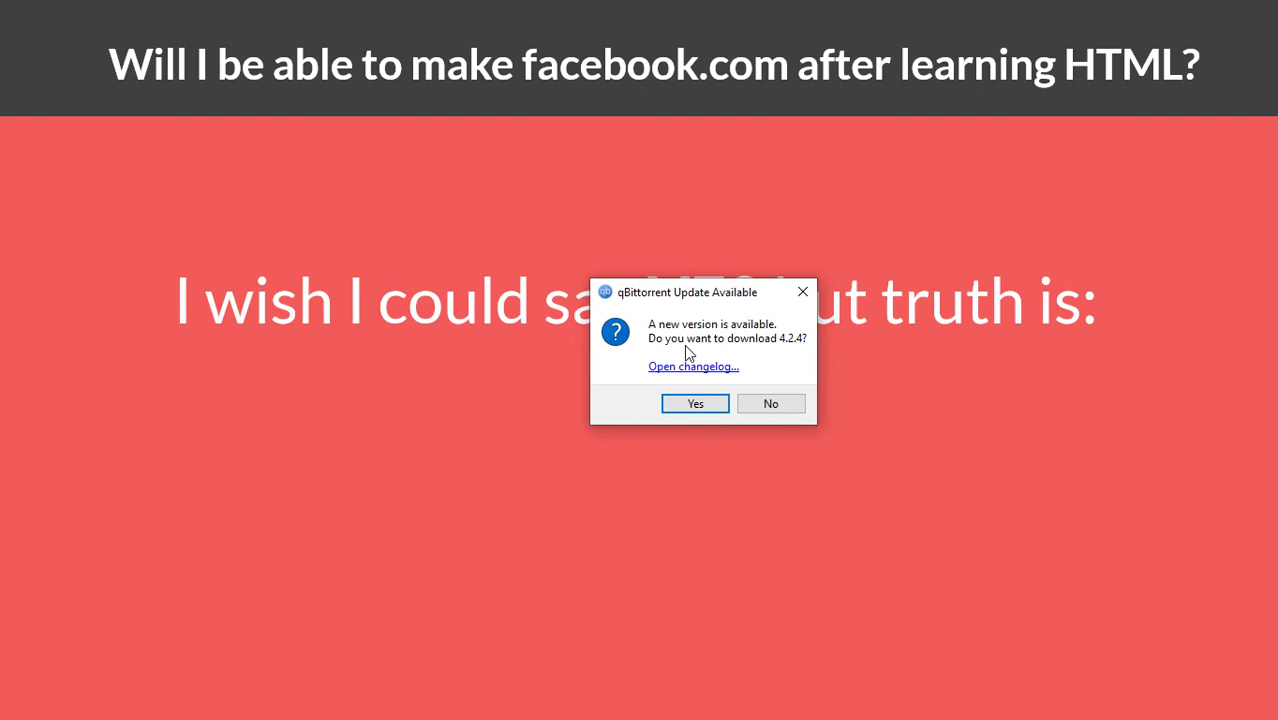 Will I be able to make facebook.com after learning HTML?
I wish I could
ut truth is:
qb qBittorrent Update Available
A new version is available.
Do you want to download 4.2.4?
Open changelog...
Yes No